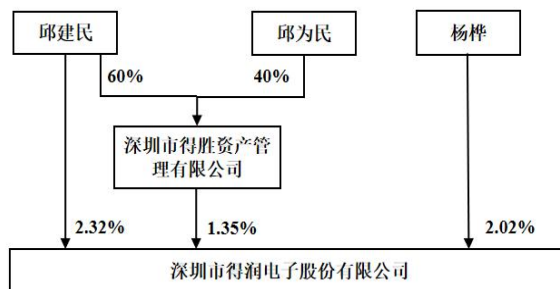 邱建民
邱为民
杨桦
60%
40%
深圳市得胜资产管
理有限公司
2.32%
1.35%
2.02%
深圳市得润电子股份有限公司